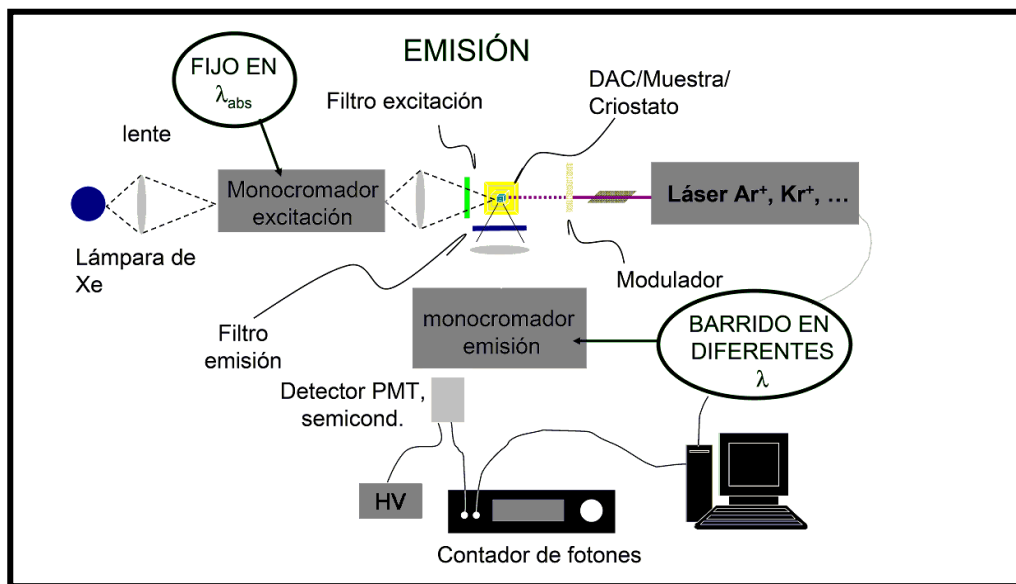 EMISIÓN
FIJO EN
λabs
Filtro excitación
DAC/Muestra/
Criostato
lente
Monocromador
excitación
Láser Ar⁺, Kr⁺, …
Lámpara de
Xe
Modulador
Filtro
emisión
monocromador
emisión
BARRIDO EN
DIFERENTES
λ
Detector PMT,
semicond.
HV
Contador de fotones